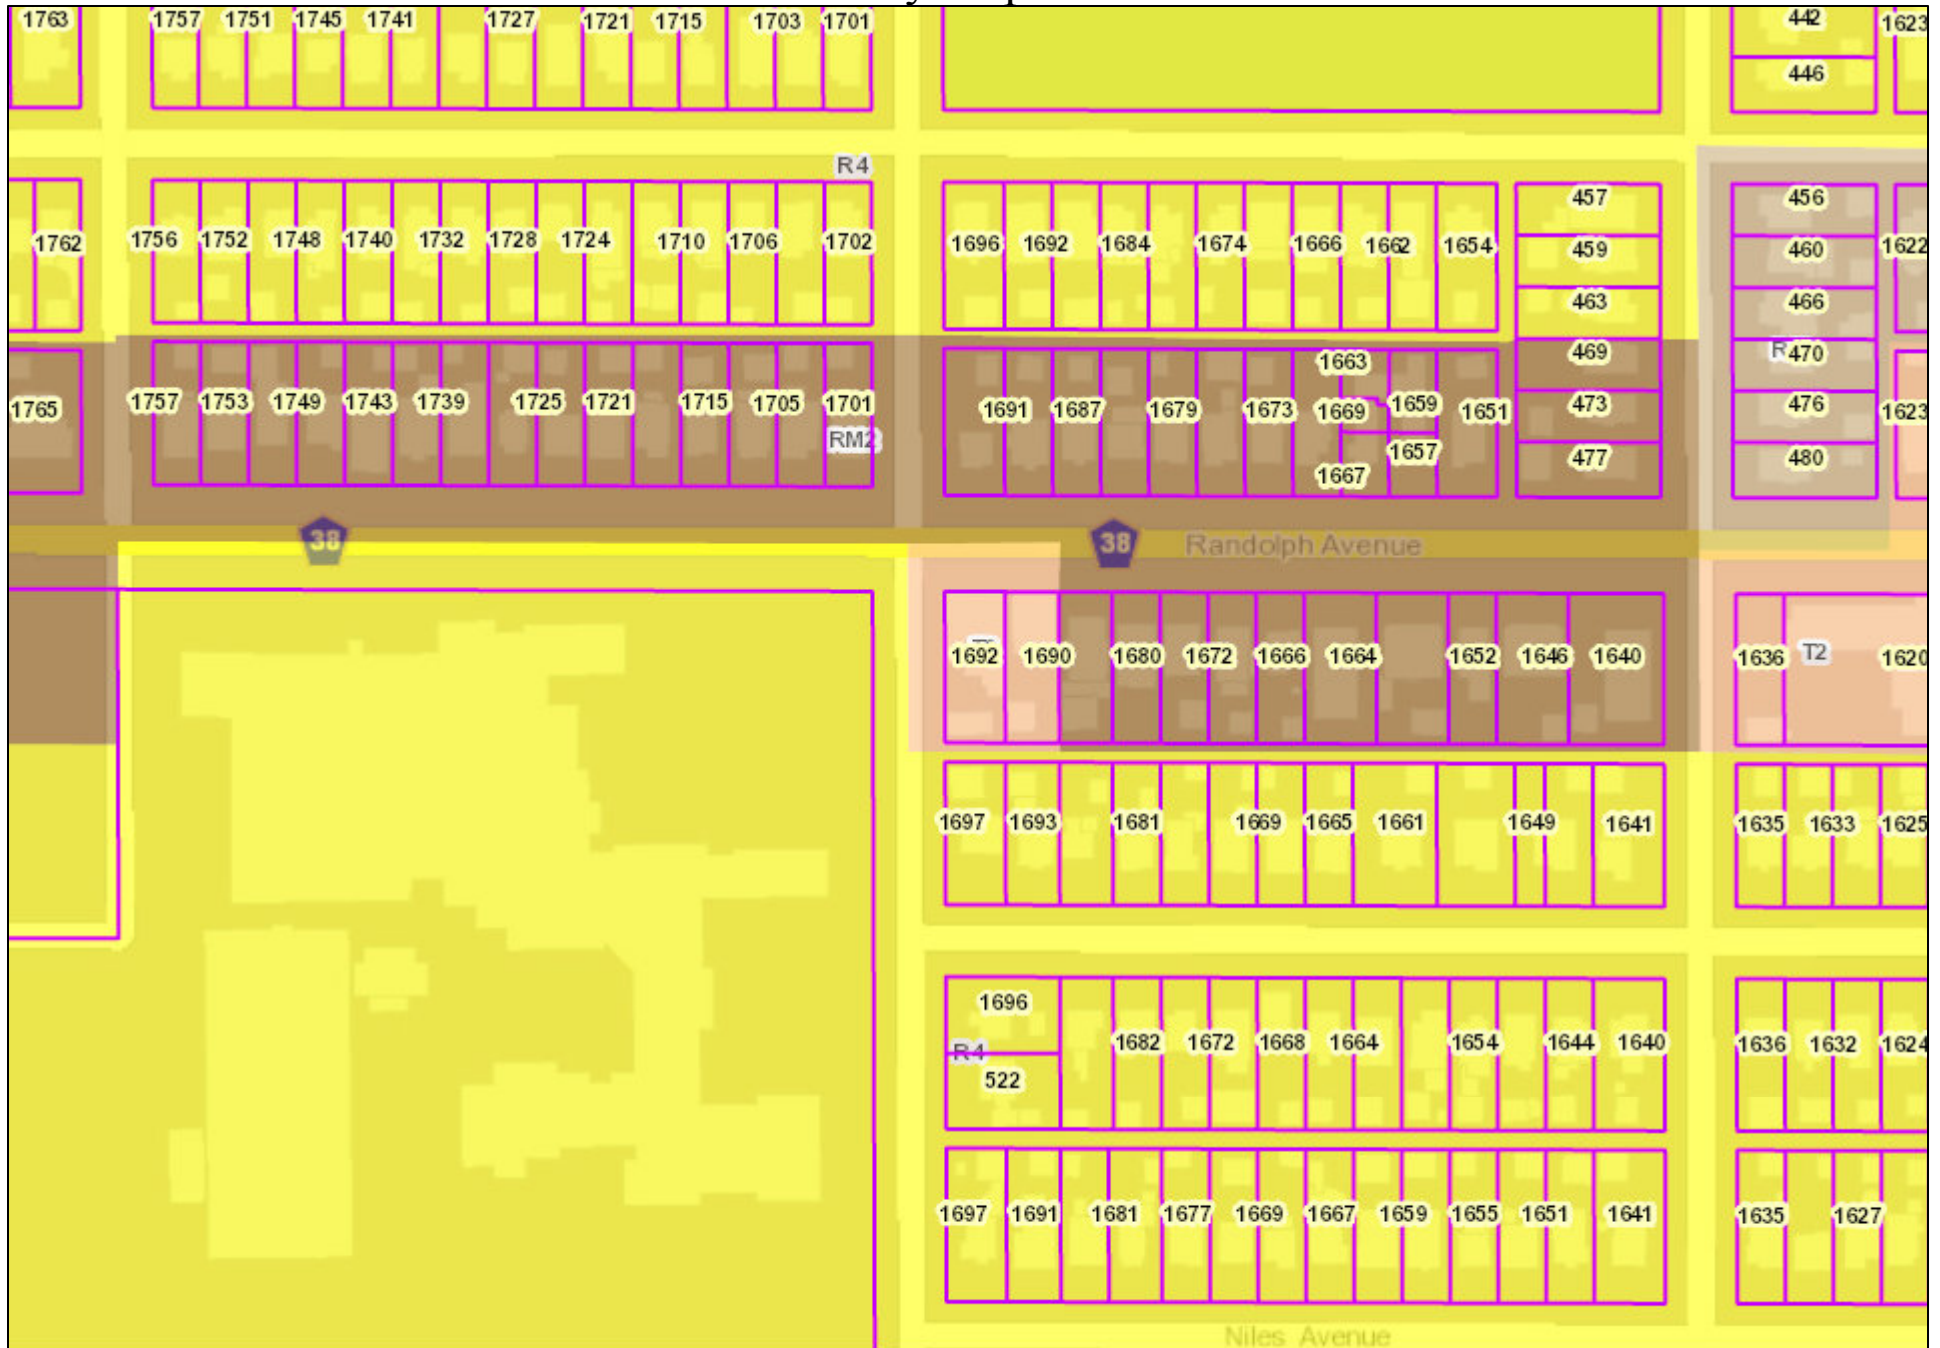 1763 1757 1751 1745 1741 1727 1721 1715 1703 1701 442 1623
446
R4
1762 1756 1752 1748 1740 1732 1728 1724 1710 1706 1702 1696 1692 1684 1674 1666 1662 1654 457 456
459 460 1622
463 466
1663 469 R 470
1765 1757 1753 1749 1743 1739 1725 1721 1715 1705 1701 1691 1687 1679 1673 1669 1659 1651 473 476 1623
RM2 1657 477 480
1667
38 38 Randolph Avenue
1692 1690 1680 1672 1666 1664 1652 1646 1640 1636 T2 1620
1697 1693 1681 1669 1665 1661 1649 1641 1635 1633 1625
1696
R4 1682 1672 1668 1664 1654 1644 1640 1636 1632 1624
522
1697 1691 1681 1677 1669 1667 1659 1655 1651 1641 1635 1627
Niles Avenue